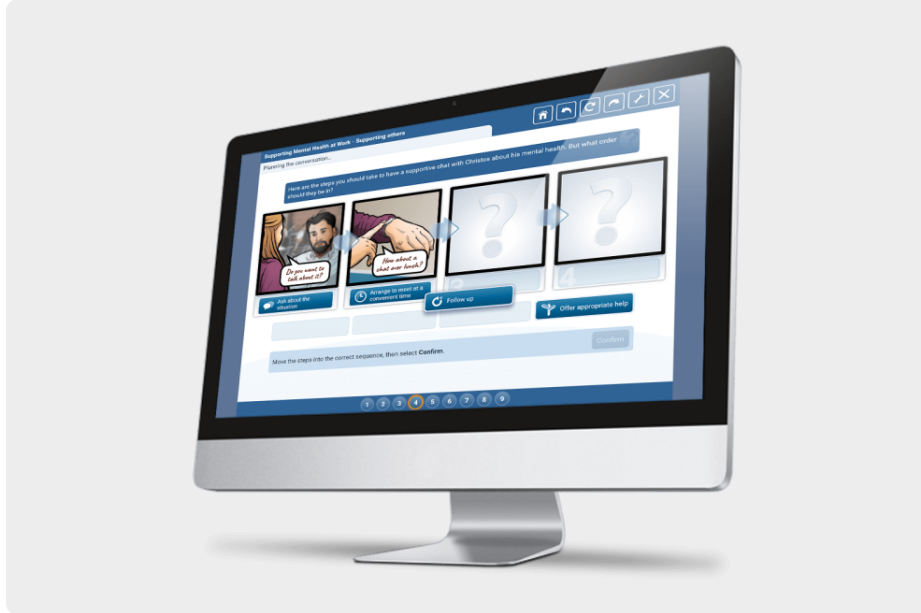 Supporting Mental Health at Work - Supporting others
Planning the conversation...
Here are the steps you should take to have a supportive chat with Christos about his mental health. But what order
should they be in?
Do you want to
talk about it?
How about a
chat over lunch?
Ask about the
situation
Arrange to meet at a
convenient time
3
4
Follow up
Offer appropriate help
Move the steps into the correct sequence, then select Confirm.
Confirm
1 2 3 4 5 6 7 8 9